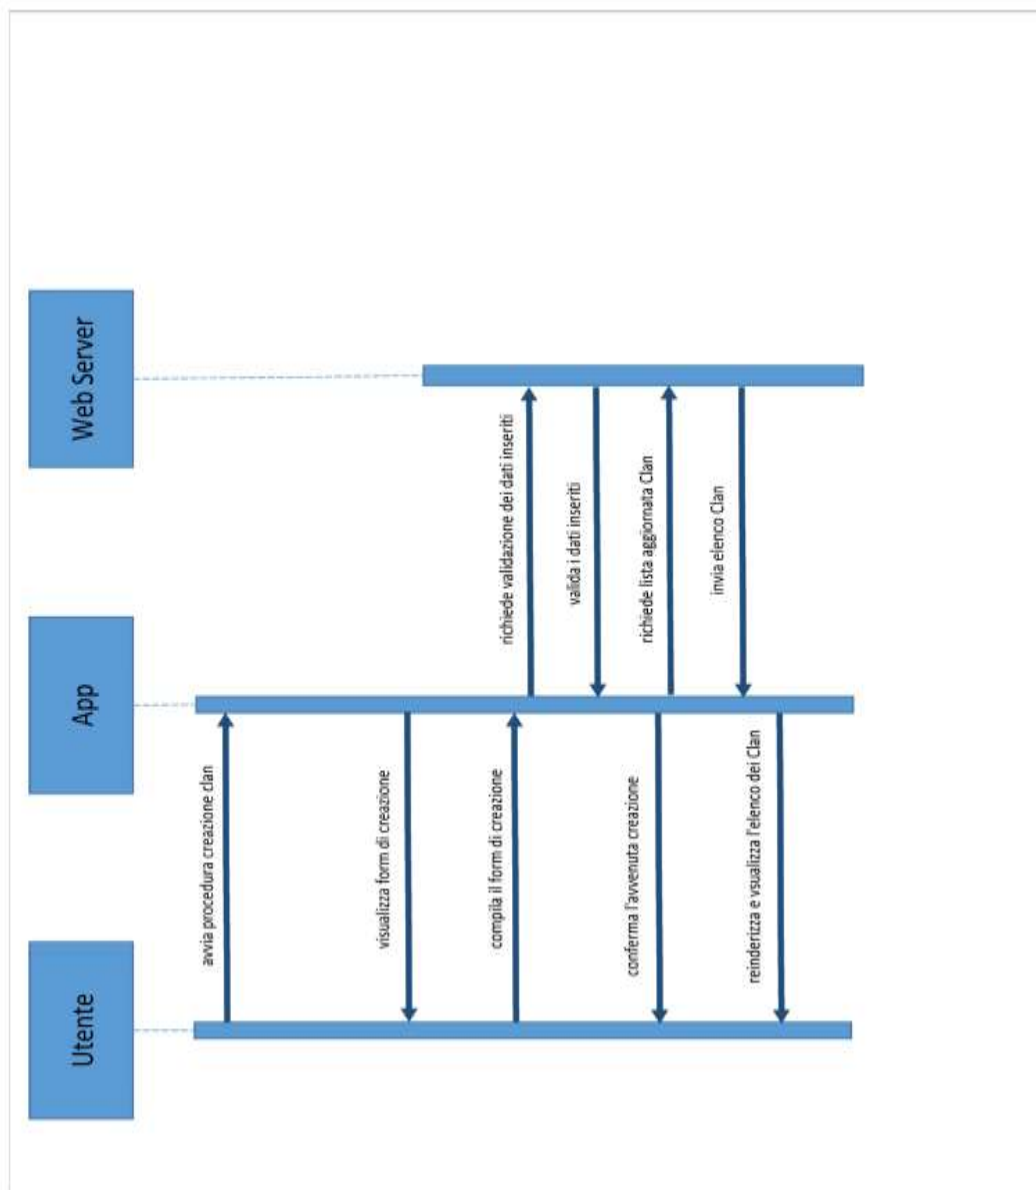 Utente
App
Web Server
avvia procedura creazione clan
visualizza form di creazione
compila il form di creazione
richiede validazione dei dati inseriti
valida i dati inseriti
conferma l'avvenuta creazione
richiede lista aggiornata Clan
invia elenco Clan
reinderizza e vsualizza l'elenco dei Clan